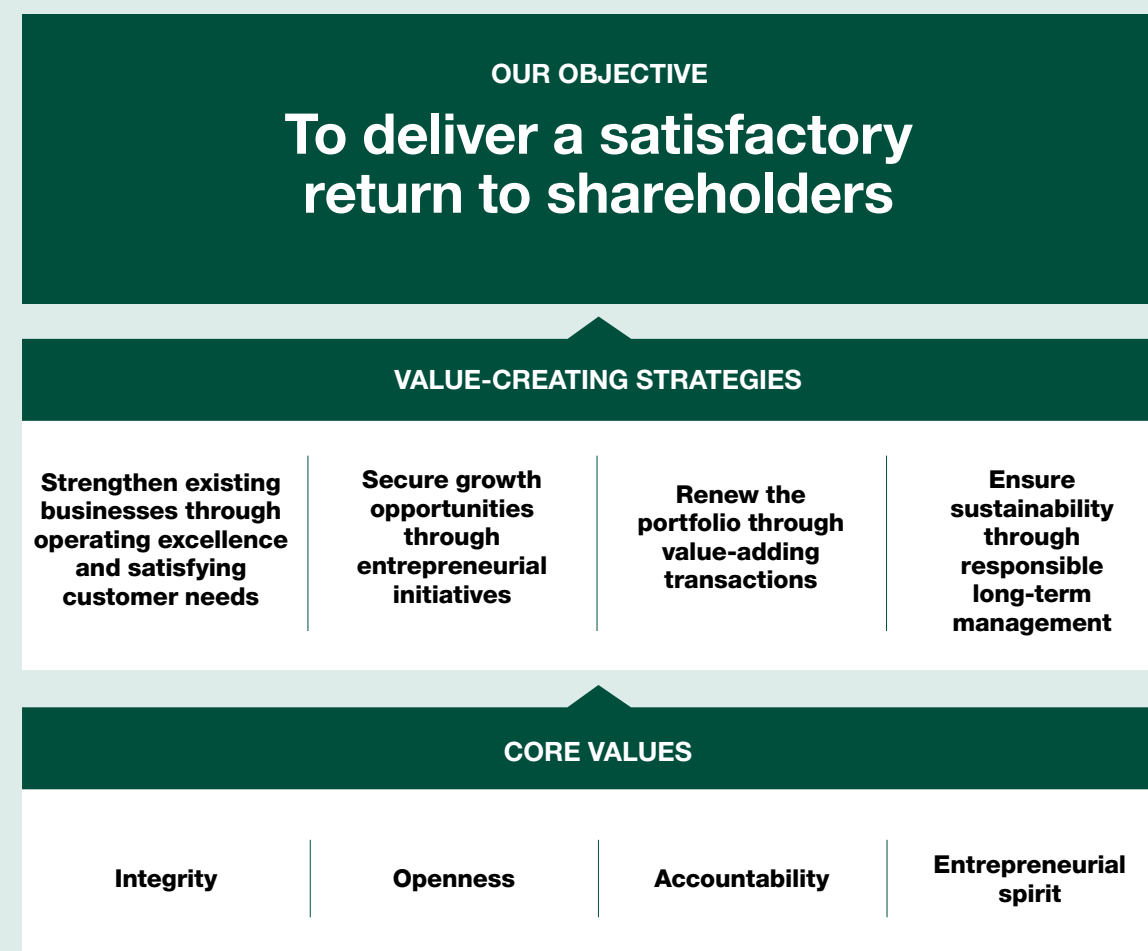 OUR OBJECTIVE
To deliver a satisfactory
return to shareholders
VALUE-CREATING STRATEGIES
Strengthen existing
businesses through
operating excellence
and satisfying
customer needs
Secure growth
opportunities
through
entrepreneurial
initiatives
Renew the
portfolio through
value-adding
transactions
Ensure
sustainability
through
responsible
long-term
management
CORE VALUES
Integrity
Openness
Accountability
Entrepreneurial
spirit